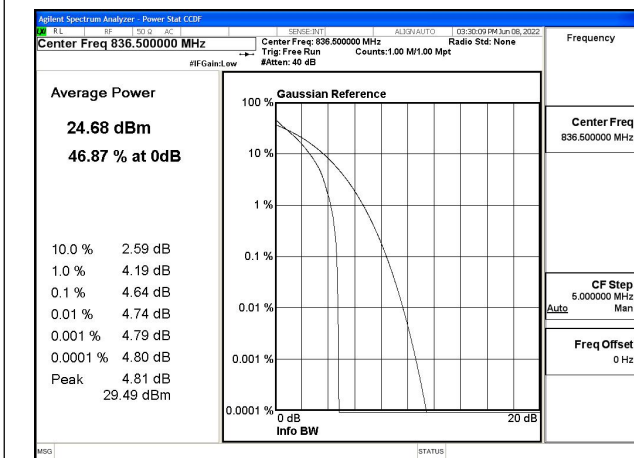 Agilent Spectrum Analyzer - Power Stat CCDF
RL RF 50 Ω AC SENSE:INT ALIGN AUTO 03:30:09 PM Jun 08, 2022
Center Freq 836.500000 MHz
Center Freq: 836.500000 MHz Radio Std: None
Trig: Free Run Counts:1.00 M/1.00 Mpt
#IFGain:Low #Atten: 40 dB
Frequency
Average Power
24.68 dBm
46.87 % at 0dB
10.0 % 2.59 dB
1.0 % 4.19 dB
0.1 % 4.64 dB
0.01 % 4.74 dB
0.001 % 4.79 dB
0.0001 % 4.80 dB
Peak 4.81 dB
29.49 dBm
Gaussian Reference
100 %
10 %
1 %
0.1 %
0.01 %
0.001 %
0.0001 %
0 dB 20 dB
Info BW
Center Freq
836.500000 MHz
CF Step
5.000000 MHz
Auto Man
Freq Offset
0 Hz
MSG STATUS